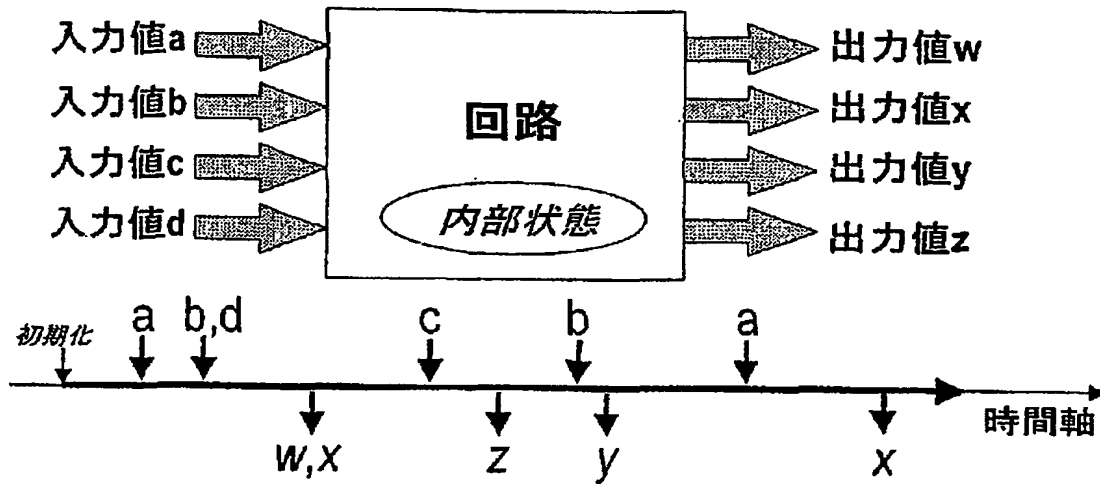 入力値a
入力値b
入力値c
入力値d
回路
内部状態
出力値w
出力値x
出力値y
出力値z
初期化
a
b,d
c
b
a
w,x
z
y
x
時間軸